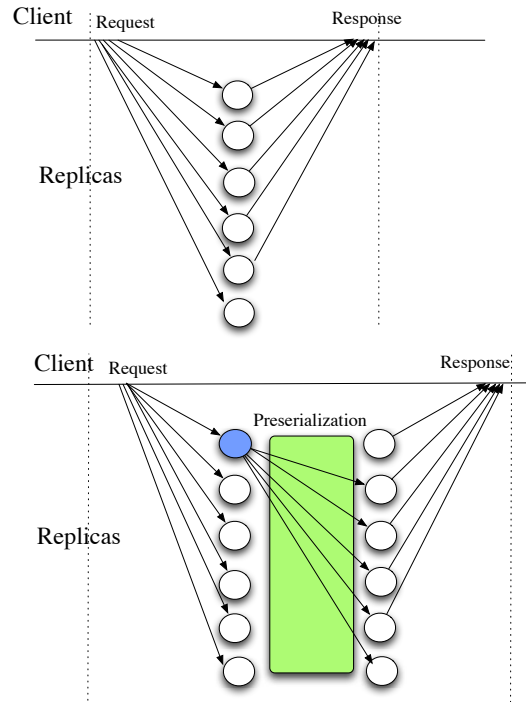 Client
Request
Response
Replicas
Client
Request
Response
Preserialization
Replicas